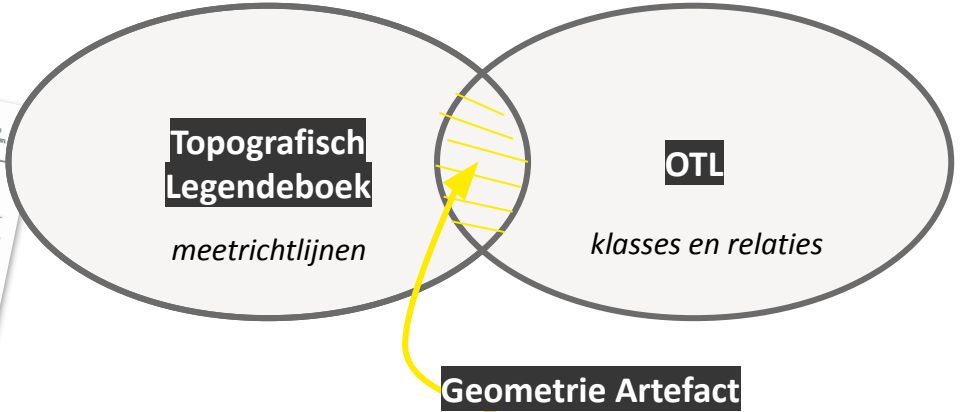 Topografisch
Legendeboek
meetrichtlijnen
OTL
klasses en relaties
Geometrie Artefact